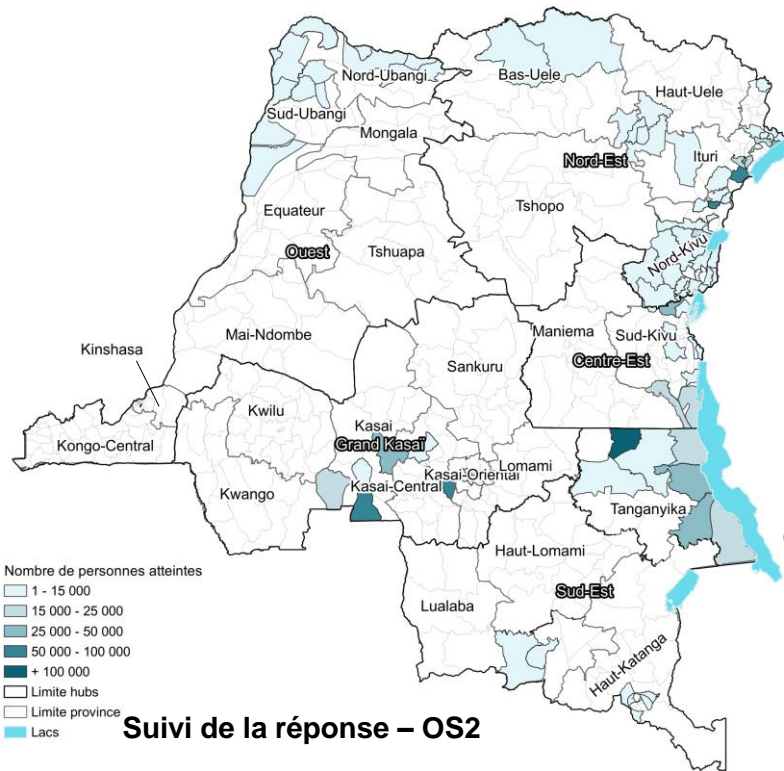 Nord-Ubangi
Bas-Uele
Haut-Uele
Sud-Ubangi
Mongala
Nord-Est
Ituri
Equateur
Tshopo
Ouest
Tshuapa
Nord-Kivu
Mai-Ndombe
Maniema
Sud-Kivu
Kinshasa
Sankuru
Centre-Est
Kwilu
Kasai
Kongo-Central
Grand Kasaï
Lomami
Kasai-Oriental
Kasai-Central
Kwango
Tanganyika
Haut-Lomami
Lualaba
Sud-Est
Haut-Katanga
Nombre de personnes atteintes
1 - 15 000
15 000 - 25 000
25 000 - 50 000
50 000 - 100 000
+ 100 000
Limite hubs
Limite province
Lacs
Suivi de la réponse – OS2